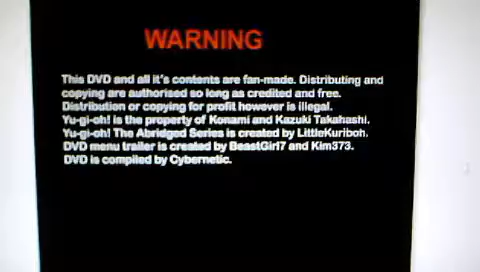 WARNING
This DVD and all it's contents are fan-made. Distributing and
copying are authorised so long as credited and free.
Distribution or copying for profit however is illegal.
Yu-gi-oh! is the property of Konami and Kazuki Takahashi.
Yu-gi-oh! The Abridged Series is created by LittleKuriboh.
DVD menu trailer is created by BeastGirl7 and Kim373.
DVD is compiled by Cybernetic.